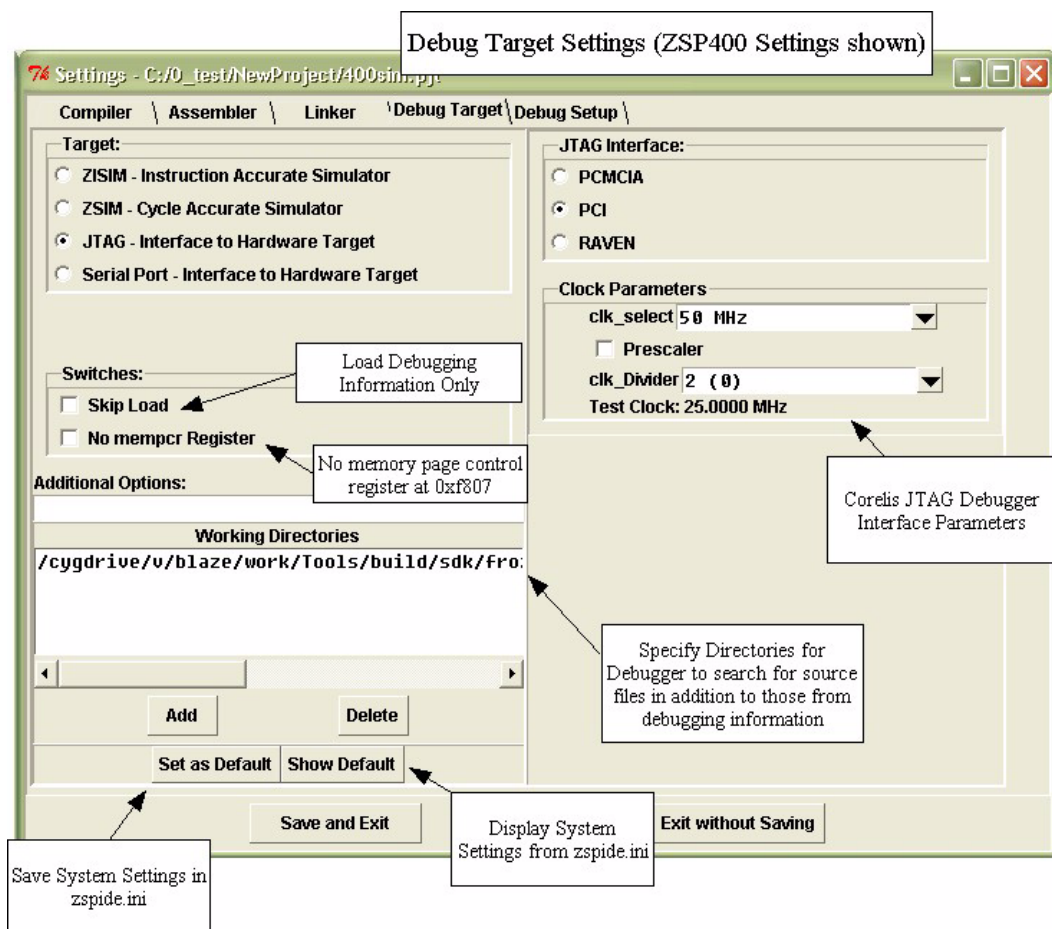 Debug Target Settings (ZSP400 Settings shown)
Settings - C:/0_test/NewProject/400sim.pjt
Compiler \ Assembler \ Linker \ Debug Target \ Debug Setup \
Target:
ZISIM - Instruction Accurate Simulator
ZSIM - Cycle Accurate Simulator
JTAG - Interface to Hardware Target
Serial Port - Interface to Hardware Target
JTAG Interface:
PCMCIA
PCI
RAVEN
Clock Parameters
clk_select 50 MHz
Prescaler
clk_Divider 2 (0)
Test Clock: 25.0000 MHz
Switches:
Skip Load
No mempcr Register
Load Debugging
Information Only
No memory page control
register at 0xf807
Corelis JTAG Debugger
Interface Parameters
Additional Options:
Working Directories
/cygdrive/v/blaze/work/Tools/build/sdk/fro
Specify Directories for
Debugger to search for source
files in addition to those from
debugging information
Add Delete
Set as Default Show Default
Save and Exit Exit without Saving
Display System
Settings from zspide.ini
Save System Settings in
zspide.ini